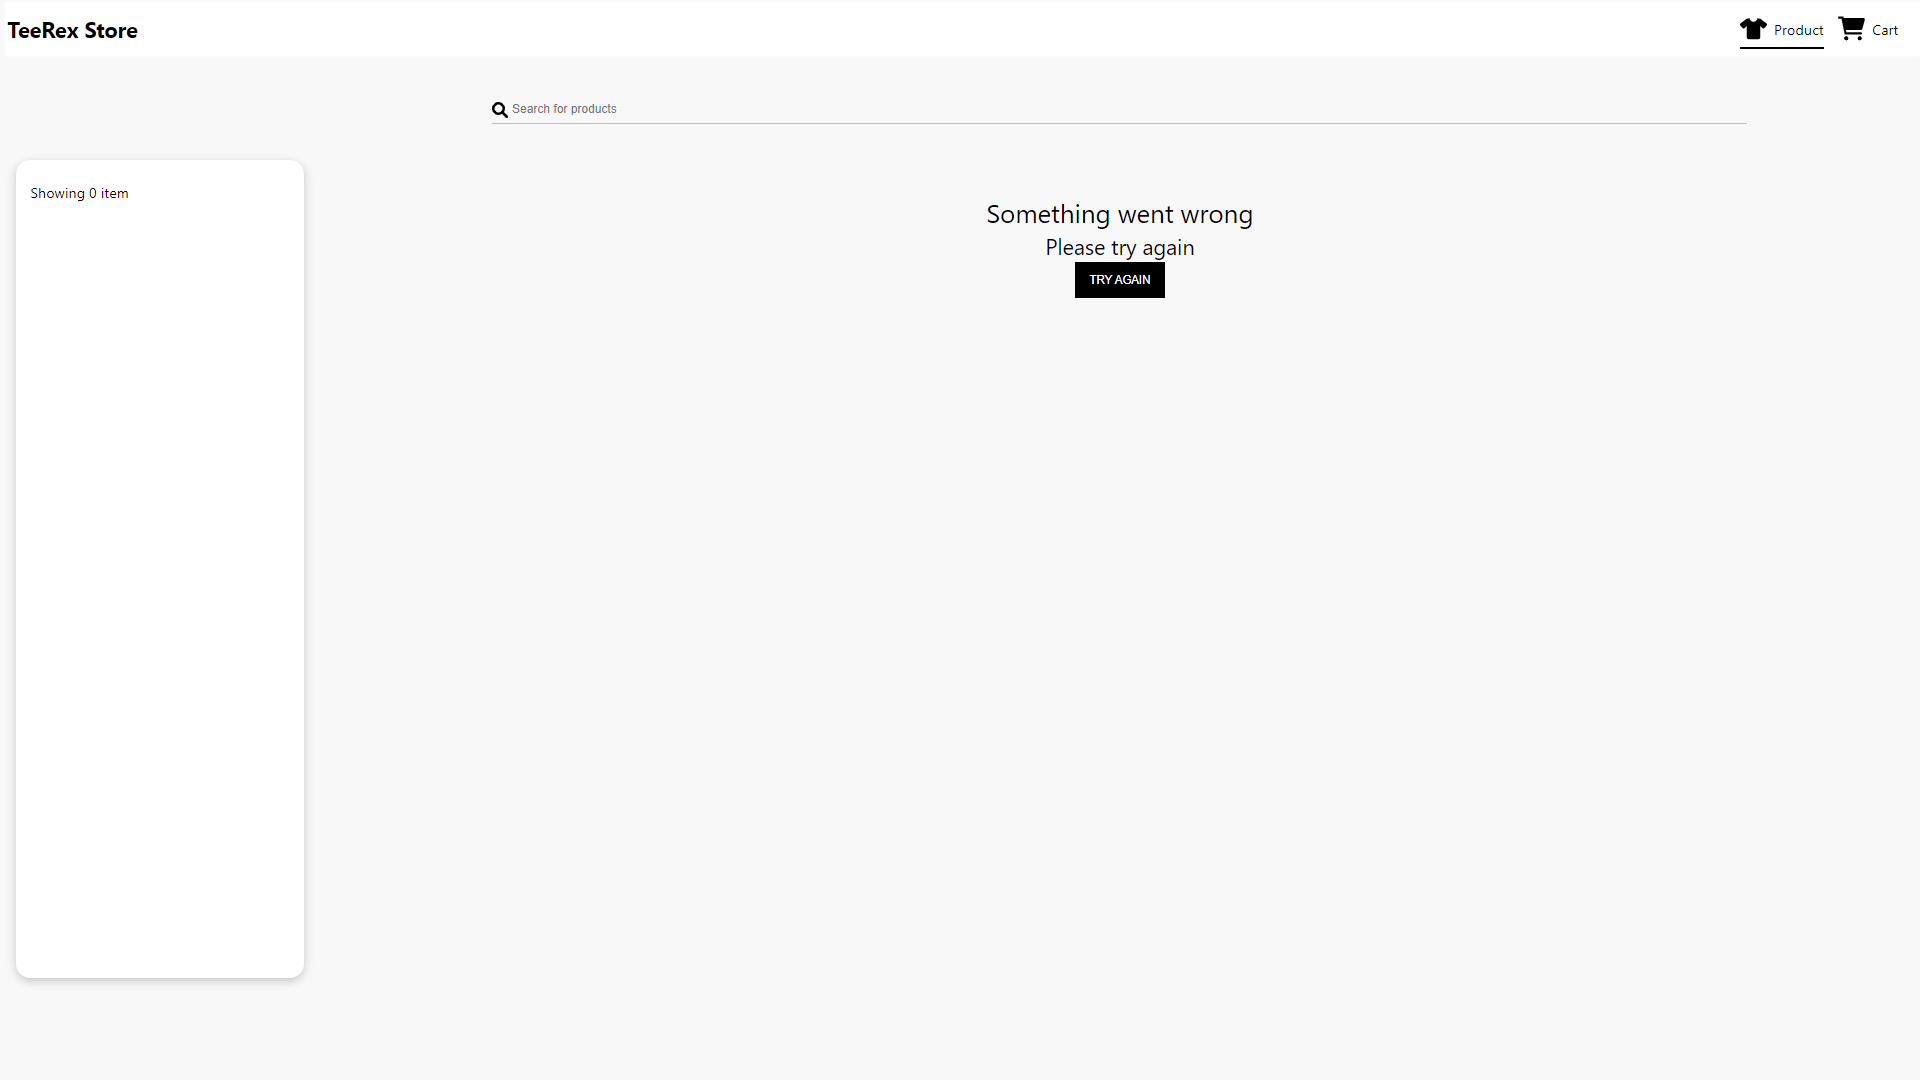 TeeRex Store
Product
Cart
Search for products
Showing 0 item
Something went wrong
Please try again
TRY AGAIN